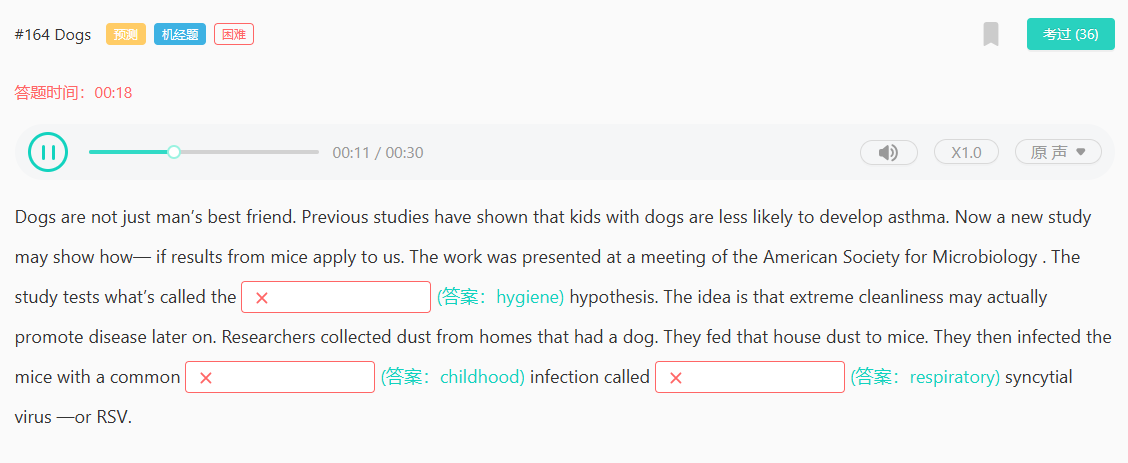 #164 Dogs 预测 机经题 困难 考过 (36)
答题时间：00:18
00:11 / 00:30 X1.0 原声
Dogs are not just man’s best friend. Previous studies have shown that kids with dogs are less likely to develop asthma. Now a new study
may show how— if results from mice apply to us. The work was presented at a meeting of the American Society for Microbiology . The
study tests what’s called the (答案：hygiene) hypothesis. The idea is that extreme cleanliness may actually
promote disease later on. Researchers collected dust from homes that had a dog. They fed that house dust to mice. They then infected the
mice with a common (答案：childhood) infection called (答案：respiratory) syncytial
virus —or RSV.